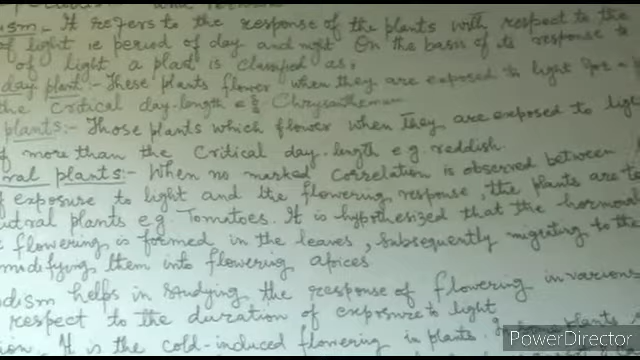 ism. It refers to the response of the plants with respect to the
of light ie period of day and night On the basis of its response to
of light a plant is classified as:
day plant:- These plants flower when they are exposed to light for a
the critical day-length eg Chrysanthemum
plants:- Those plants which flower when they are exposed to light
of more than the critical day-length e.g. reddish.
ral plants:- When no marked correlation is observed between
exposure to light and the flowering response, the plants are
utral plants e.g. Tomatoes. It is hypothesized that the hormonal
flowering is formed in the leaves, subsequently migrating to the
modifying them into flowering apices
dism helps in studying the response of flowering in various
respect to the duration of exposure to light
ion. It is the cold-induced flowering in plants. plants
PowerDirector